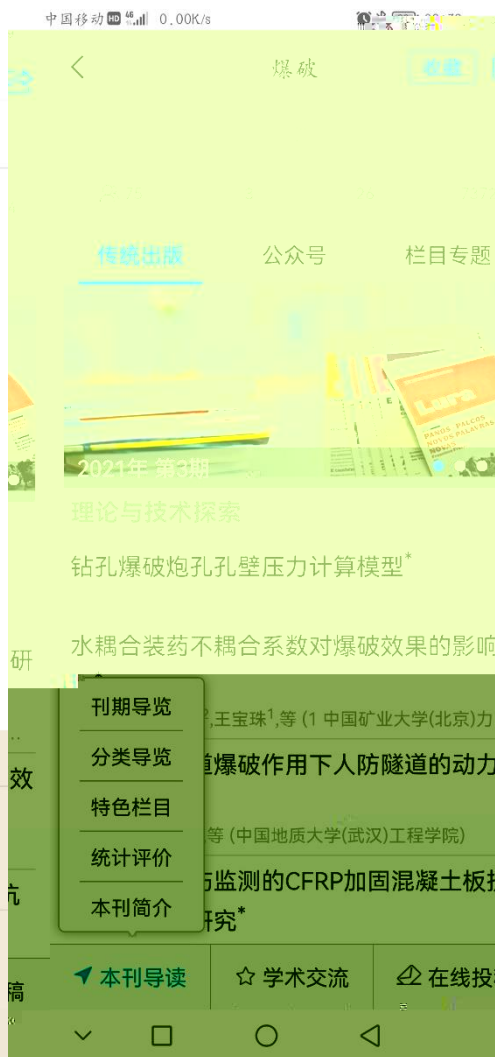 中国移动 HD 46 0.00K/s
爆破
收藏
传统出版 公众号 栏目专题
2021年 第3期
理论与技术探索
钻孔爆破炮孔孔壁压力计算模型*
研
水耦合装药不耦合系数对爆破效果的影响
刊期导览
,王宝珠¹,等 (1 中国矿业大学(北京)力
分类导览
效
爆破作用下人防隧道的动力
特色栏目
统计评价
等 (中国地质大学(武汉)工程学院)
监测的CFRP加固混凝土板
本刊简介
研究*
本刊导读 学术交流 在线投稿
稿